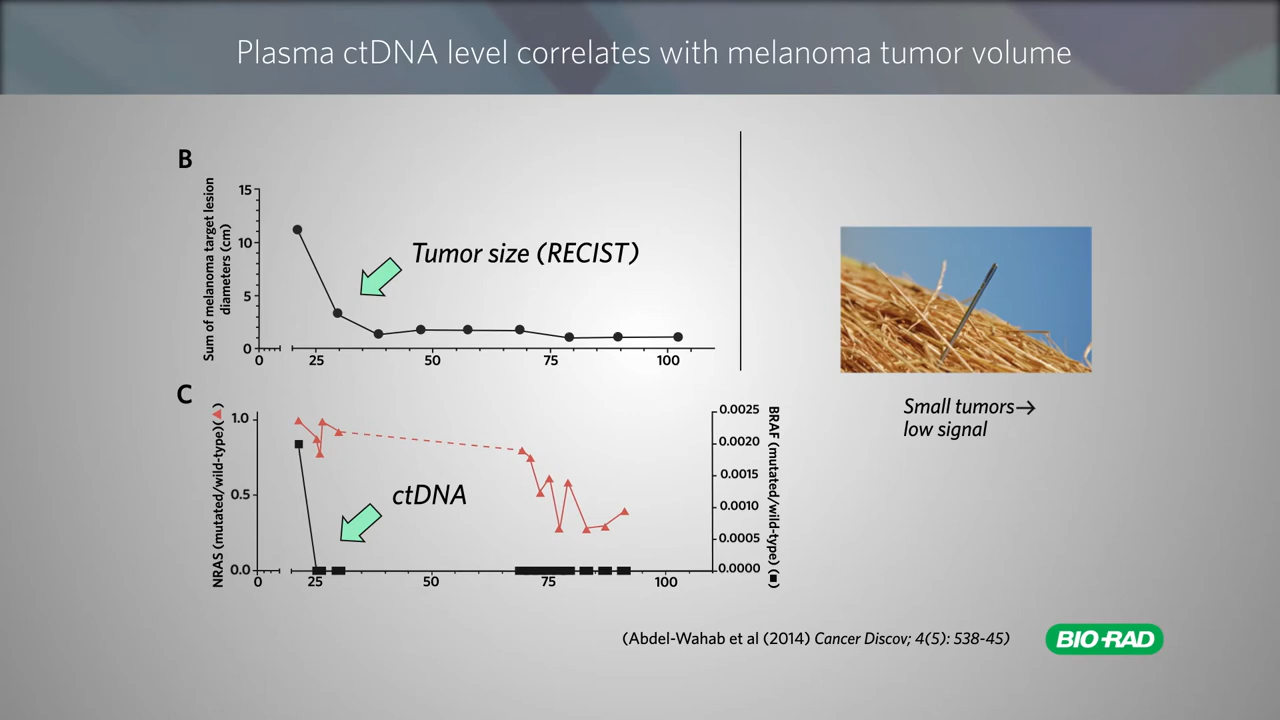 Plasma ctDNA level correlates with melanoma tumor volume
B
Sum of melanoma target lesion
diameters (cm)
15
10
5
0
Tumor size (RECIST)
0 25 50 75 100
C
NRAS (mutated/wild-type)(▲)
1.0
0.5
0.0
ctDNA
0 25 50 75 100
0.0025
0.0020
0.0015
0.0010
0.0005
0.0000
BRAF (mutated/wild-type) (■)
Small tumors→
low signal
(Abdel-Wahab et al (2014) Cancer Discov; 4(5): 538-45)
BIO-RAD